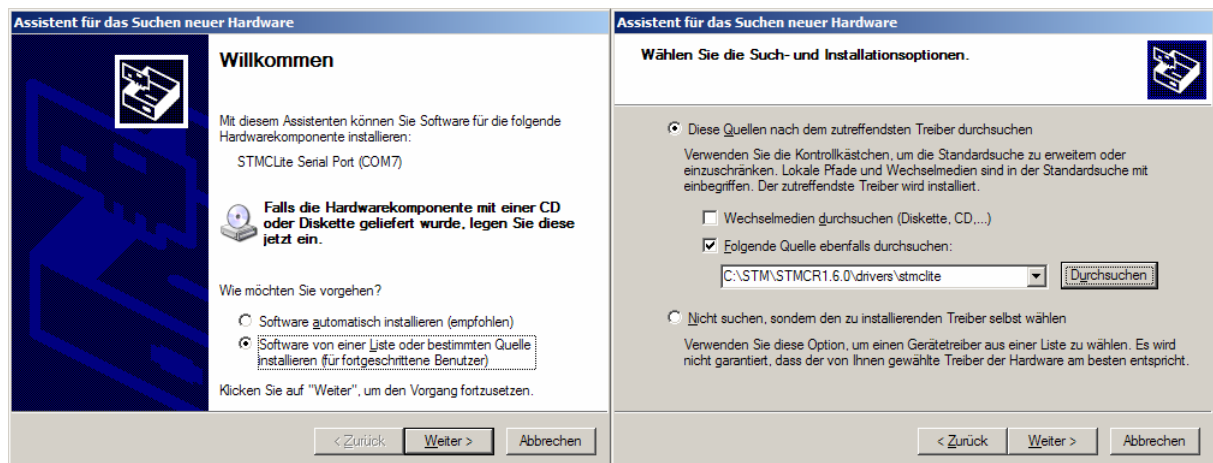 Assistent für das Suchen neuer Hardware
Willkommen
Mit diesem Assistenten können Sie Software für die folgende
Hardwarekomponente installieren:
STMCLite Serial Port (COM7)
Falls die Hardwarekomponente mit einer CD
oder Diskette geliefert wurde, legen Sie diese
jetzt ein.
Wie möchten Sie vorgehen?
Software automatisch installieren (empfohlen)
Software von einer Liste oder bestimmten Quelle
installieren (für fortgeschrittene Benutzer)
Klicken Sie auf "Weiter", um den Vorgang fortzusetzen.
< Zurück
Weiter >
Abbrechen
Assistent für das Suchen neuer Hardware
Wählen Sie die Such- und Installationsoptionen.
Diese Quellen nach dem zutreffendsten Treiber durchsuchen
Verwenden Sie die Kontrollkästchen, um die Standardsuche zu erweitern oder
einzuschränken. Lokale Pfade und Wechselmedien sind in der Standardsuche mit
einbegriffen. Der zutreffendste Treiber wird installiert.
Wechselmedien durchsuchen (Diskette, CD,...)
Folgende Quelle ebenfalls durchsuchen:
C:\STM\STMCR1.6.0\drivers\stmclite
Durchsuchen
Nicht suchen, sondern den zu installierenden Treiber selbst wählen
Verwenden Sie diese Option, um einen Gerätetreiber aus einer Liste zu wählen. Es wird
nicht garantiert, dass der von Ihnen gewählte Treiber der Hardware am besten entspricht.
< Zurück
Weiter >
Abbrechen